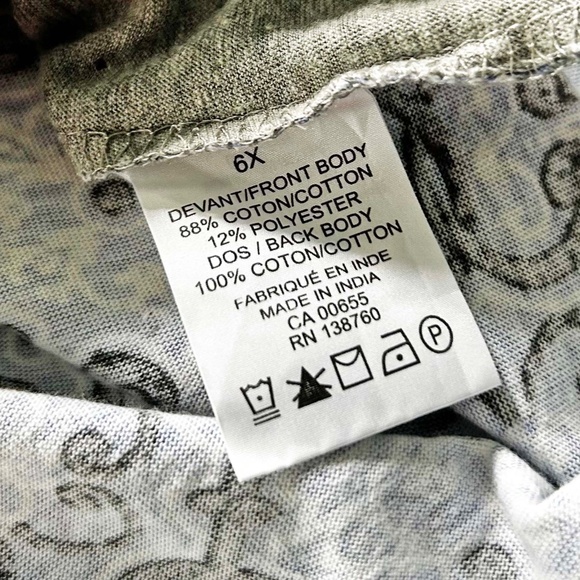 6X
DEVANT/FRONT BODY
88% COTON/COTTON
12% POLYESTER
DOS / BACK BODY
100% COTON/COTTON
FABRIQUÉ EN INDE
MADE IN INDIA
CA 00655
RN 138760
P